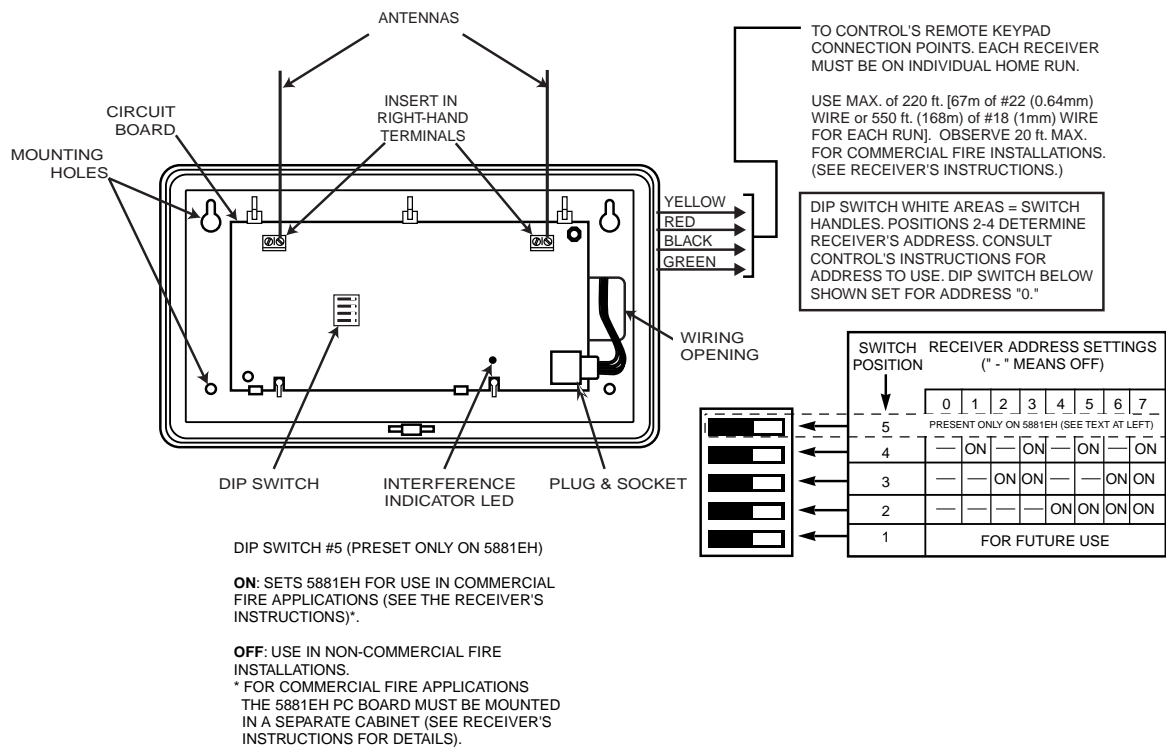 ANTENNAS
TO CONTROL'S REMOTE KEYPAD
CONNECTION POINTS. EACH RECEIVER
MUST BE ON INDIVIDUAL HOME RUN.
USE MAX. of 220 ft. [67m of #22 (0.64mm)
WIRE or 550 ft. (168m) of #18 (1mm) WIRE
FOR EACH RUN]. OBSERVE 20 ft. MAX.
FOR COMMERCIAL FIRE INSTALLATIONS.
(SEE RECEIVER'S INSTRUCTIONS.)
CIRCUIT
BOARD
INSERT IN
RIGHT-HAND
TERMINALS
MOUNTING
HOLES
YELLOW
RED
BLACK
GREEN
DIP SWITCH WHITE AREAS = SWITCH
HANDLES. POSITIONS 2-4 DETERMINE
RECEIVER'S ADDRESS. CONSULT
CONTROL'S INSTRUCTIONS FOR
ADDRESS TO USE. DIP SWITCH BELOW
SHOWN SET FOR ADDRESS "0."
WIRING
OPENING
SWITCH
POSITION
RECEIVER ADDRESS SETTINGS
(" - " MEANS OFF)
0 1 2 3 4 5 6 7
5 PRESENT ONLY ON 5881EH (SEE TEXT AT LEFT)
4 — ON — ON — ON — ON
3 — — ON ON — — ON ON
2 — — — — ON ON ON ON
1 FOR FUTURE USE
DIP SWITCH
INTERFERENCE
INDICATOR LED
PLUG & SOCKET
DIP SWITCH #5 (PRESET ONLY ON 5881EH)
ON: SETS 5881EH FOR USE IN COMMERCIAL
FIRE APPLICATIONS (SEE THE RECEIVER'S
INSTRUCTIONS)*.
OFF: USE IN NON-COMMERCIAL FIRE
INSTALLATIONS.
* FOR COMMERCIAL FIRE APPLICATIONS
THE 5881EH PC BOARD MUST BE MOUNTED
IN A SEPARATE CABINET (SEE RECEIVER'S
INSTRUCTIONS FOR DETAILS).